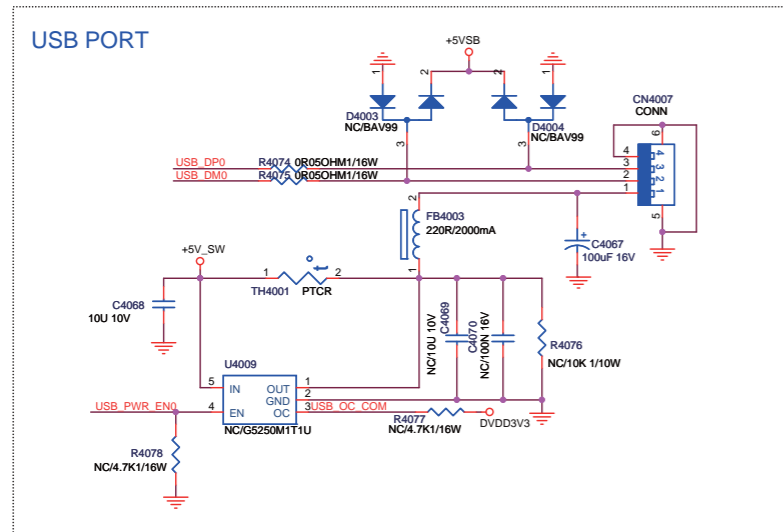 USB PORT
+5VSB
1
2
2
1
D4003
NC/BAV99
D4004
NC/BAV99
3
3
CN4007
CONN
6
4
3
2
1
4
3
2
1
5
USB_DP0
R4074 0R05OHM1/16W
USB_DM0
R4075 0R05OHM1/16W
2
FB4003
220R/2000mA
1
+
C4067
100uF 16V
+5V_SW
1
2
t
TH4001
PTCR
C4068
10U 10V
C4069
NC/10U 10V
C4070
NC/100N 16V
R4076
NC/10K 1/10W
U4009
5
IN
OUT
1
GND
2
USB_PWR_EN0
4
EN
OC
3
USB_OC_COM
NC/G5250M1T1U
R4077
NC/4.7K1/16W
DVDD3V3
R4078
NC/4.7K1/16W